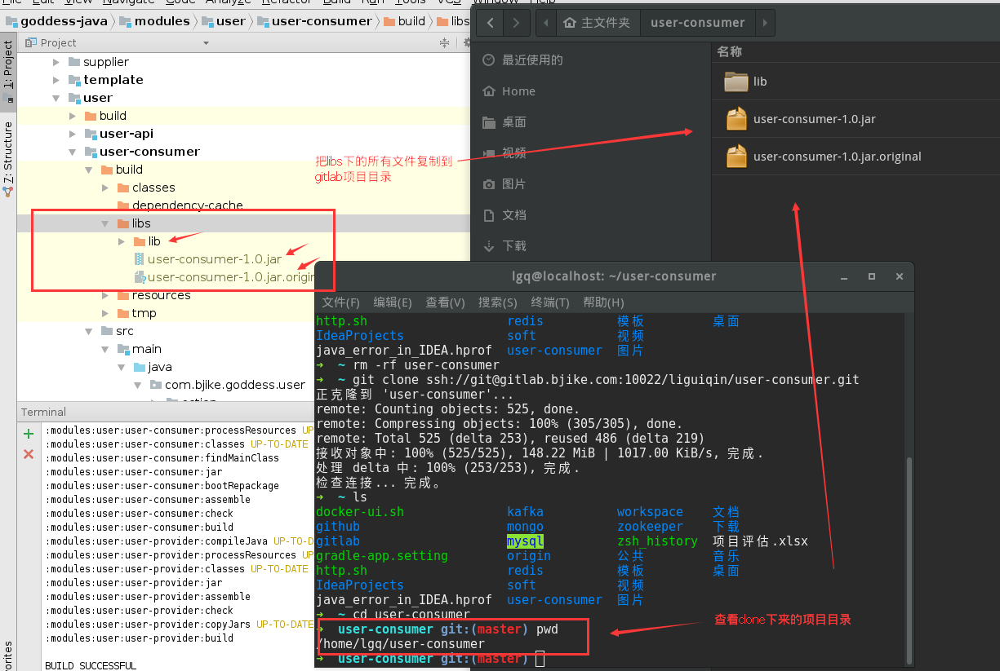 File Edit View Navigate Code Analyze Refactor Build Run Tools VCS Window Help
goddess-java modules user user-consumer build libs
Project
1: Project
7: Structure
supplier
template
user
build
user-api
user-consumer
build
classes
dependency-cache
libs
lib
user-consumer-1.0.jar
user-consumer-1.0.jar.origin
resources
tmp
src
main
java
com.bjike.goddess.user
把libs下的所有文件复制到
gitlab项目目录
主文件夹 user-consumer
最近使用的
Home
桌面
视频
图片
文档
下载
名称
lib
user-consumer-1.0.jar
user-consumer-1.0.jar.original
Terminal
:modules:user:user-consumer:processResources UP
:modules:user:user-consumer:classes UP-TO-DATE
:modules:user:user-consumer:findMainClass
:modules:user:user-consumer:jar
:modules:user:user-consumer:bootRepackage
:modules:user:user-consumer:assemble
:modules:user:user-consumer:check
:modules:user:user-consumer:build
:modules:user:user-provider:compileJava UP-TO-D
:modules:user:user-provider:processResources UP
:modules:user:user-provider:classes UP-TO-DATE
:modules:user:user-provider:jar
:modules:user:user-provider:assemble
:modules:user:user-provider:check
:modules:user:user-provider:copyJars UP-TO-DATE
:modules:user:user-provider:build
BUILD SUCCESSFUL
lgq@localhost: ~/user-consumer
文件(F) 编辑(E) 查看(V) 搜索(S) 终端(T) 帮助(H)
http.sh redis 模板 桌面
IdeaProjects soft 视频
java_error_in_IDEA.hprof user-consumer 图片
➜ ~ rm -rf user-consumer
➜ ~ git clone ssh://git@gitlab.bjike.com:10022/liguiqin/user-consumer.git
正克隆到 'user-consumer'...
remote: Counting objects: 525, done.
remote: Compressing objects: 100% (305/305), done.
remote: Total 525 (delta 253), reused 486 (delta 219)
接收对象中: 100% (525/525), 148.22 MiB | 1017.00 KiB/s, 完成.
处理 delta 中: 100% (253/253), 完成.
检查连接... 完成。
➜ ~ ls
docker-ui.sh kafka workspace 文档
github mongo zookeeper 下载
gitlab mysql zsh_history 项目评估.xlsx
gradle-app.setting origin 公共 音乐
http.sh redis 模板 桌面
IdeaProjects soft 视频
java_error_in_IDEA.hprof user-consumer 图片
➜ ~ cd user-consumer
➜ user-consumer git:(master) pwd
/home/lgq/user-consumer
➜ user-consumer git:(master)
查看clone下来的项目目录